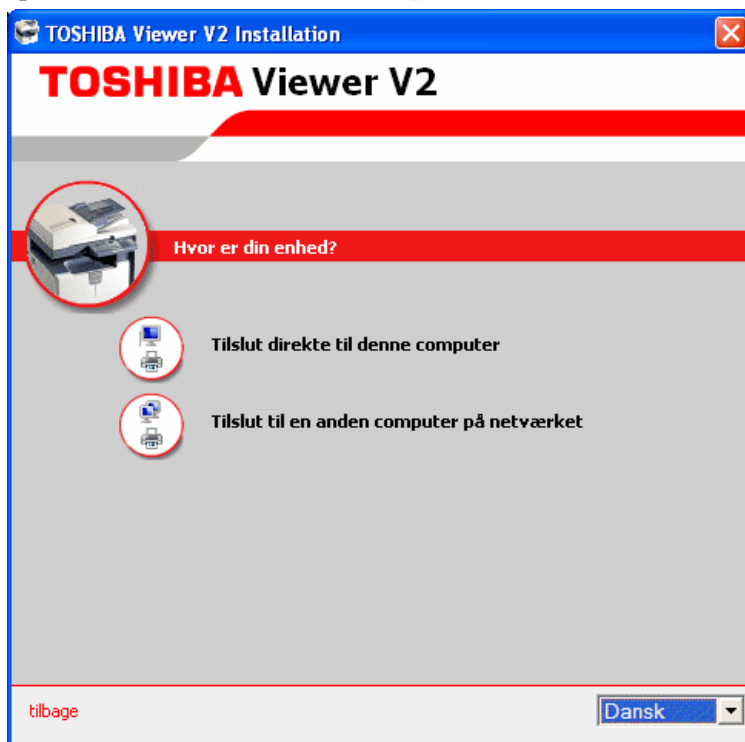 TOSHIBA Viewer V2 Installation
TOSHIBA Viewer V2
Hvor er din enhed?
Tilslut direkte til denne computer
Tilslut til en anden computer på netværket
tilbage
Dansk